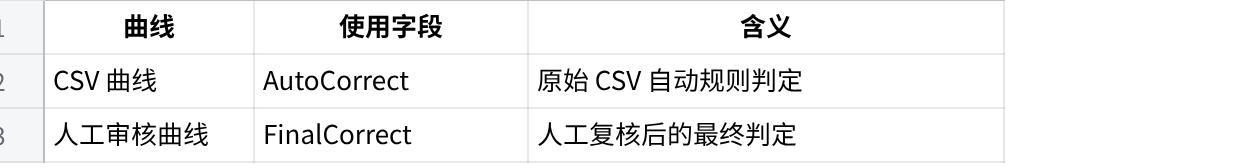 曲线 使用字段 含义
2 CSV 曲线 AutoCorrect 原始 CSV 自动规则判定
3 人工审核曲线 FinalCorrect 人工复核后的最终判定